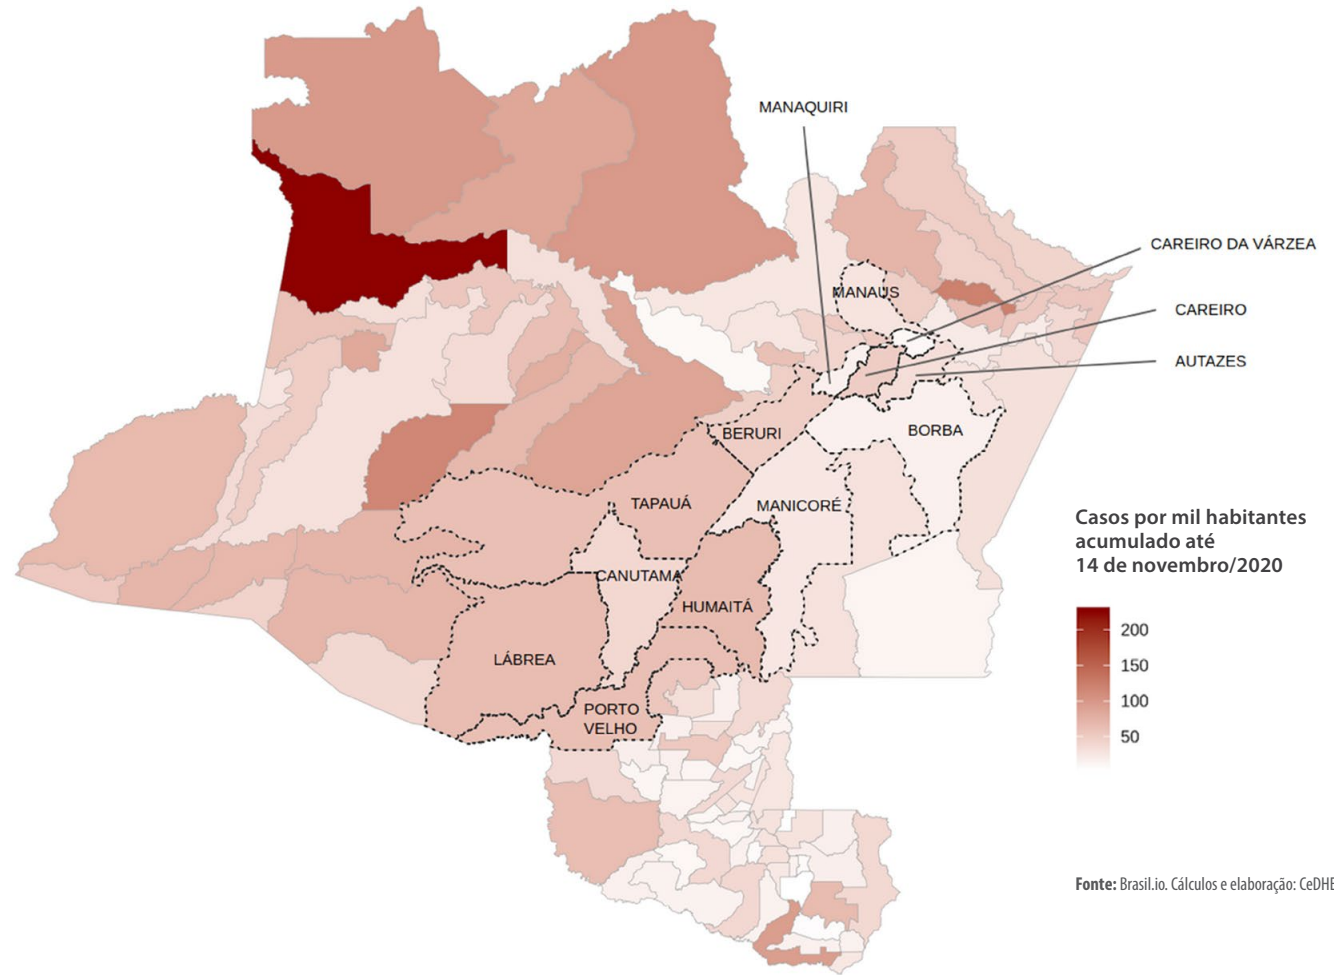 MANAQUIRI
CAREIRO DA VÁRZEA
MANAUS
CAREIRO
AUTAZES
BERURI
BORBA
TAPAUÁ
MANICORÉ
CANUTAMA
HUMAITÁ
LÁBREA
PORTO
VELHO
Casos por mil habitantes
acumulado até
14 de novembro/2020
200
150
100
50
Fonte: Brasil.io. Cálculos e elaboração: CeDHE